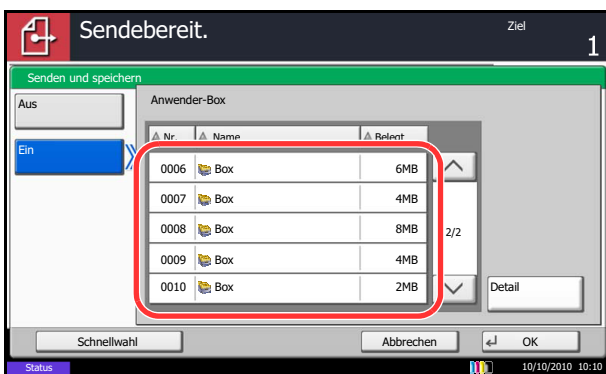 Sendebereit.
Ziel
1
Senden und speichern
Aus
Anwender-Box
Nr. Name Belegt
Ein
0006 Box 6MB
0007 Box 4MB
0008 Box 8MB
2/2
0009 Box 4MB
0010 Box 2MB
Detail
Schnellwahl Abbrechen OK
Status 10/10/2010 10:10